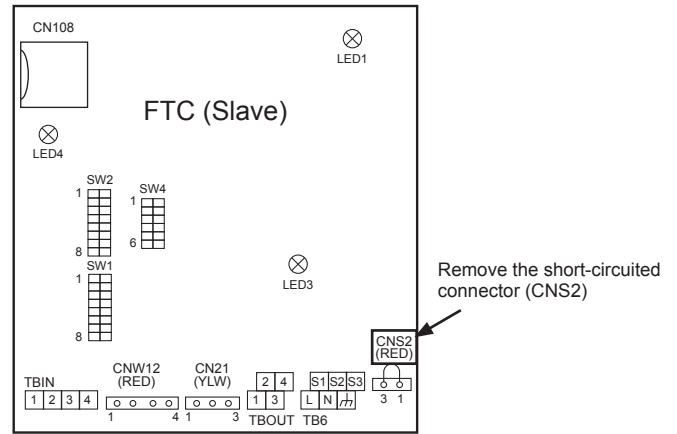 CN108
LED1
FTC (Slave)
LED4
SW2
1
8
SW4
1
6
SW1
1
8
LED3
Remove the short-circuited
connector (CNS2)
CNS2
(RED)
3 1
TBIN
1 2 3 4
CNW12
(RED)
1 4
CN21
(YLW)
1 3
2 4
1 3
TBOUT
S1 S2 S3
L N
TB6